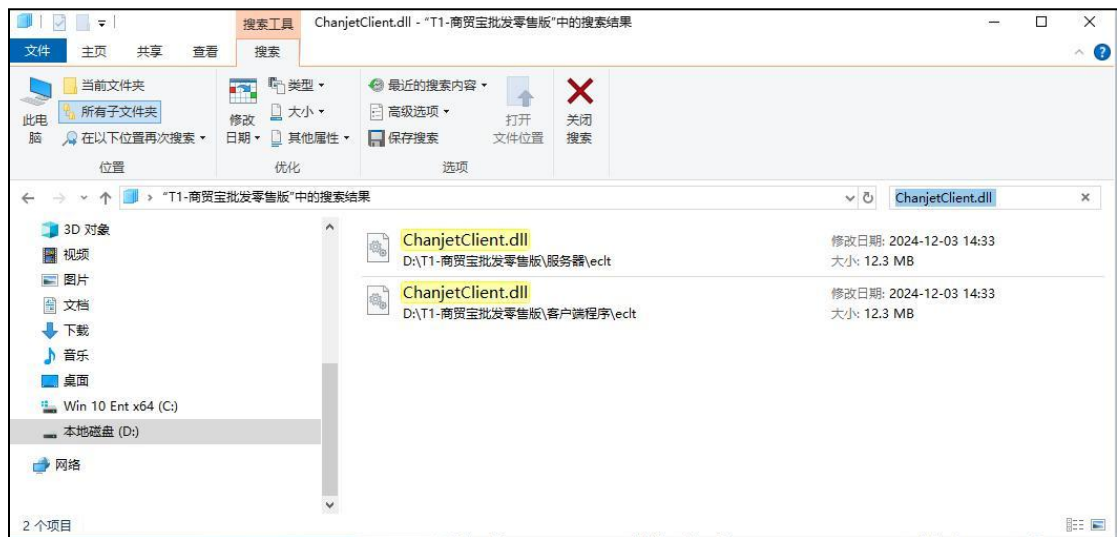 搜索工具 ChanjetClient.dll - “T1-商贸宝批发零售版”中的搜索结果
文件 主页 共享 查看 搜索
此电脑
当前文件夹
所有子文件夹
在以下位置再次搜索
位置
修改日期
类型
大小
其他属性
优化
最近的搜索内容
高级选项
保存搜索
打开文件位置
选项
关闭搜索
“T1-商贸宝批发零售版”中的搜索结果
ChanjetClient.dll
3D 对象
视频
图片
文档
下载
音乐
桌面
Win 10 Ent x64 (C:)
本地磁盘 (D:)
网络
ChanjetClient.dll 修改日期: 2024-12-03 14:33
D:\T1-商贸宝批发零售版\服务器\eclt 大小: 12.3 MB
ChanjetClient.dll 修改日期: 2024-12-03 14:33
D:\T1-商贸宝批发零售版\客户端程序\eclt 大小: 12.3 MB
2 个项目